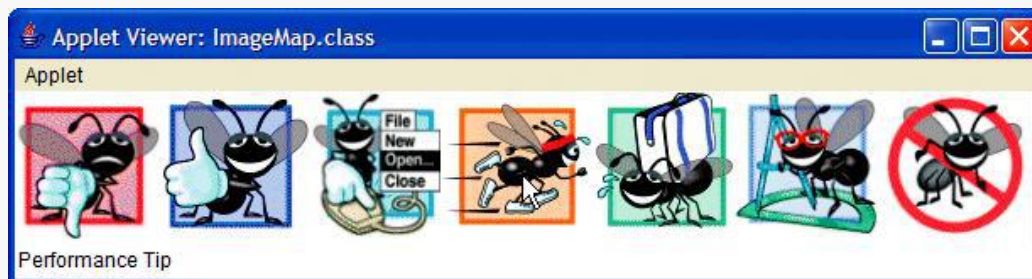 Applet Viewer: ImageMap.class
Applet
File
New
Open...
Close
Performance Tip